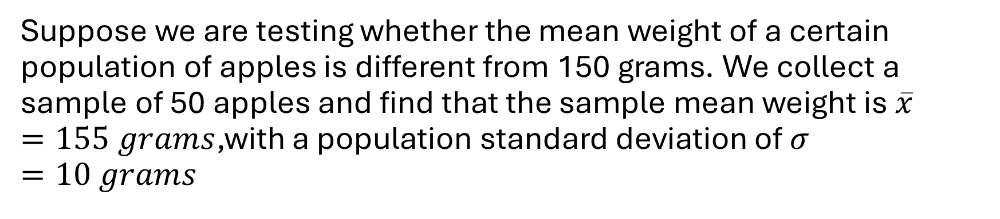 Suppose we are testing whether the mean weight of a certain
population of apples is different from 150 grams. We collect a
sample of 50 apples and find that the sample mean weight is x̅
= 155 grams,with a population standard deviation of σ
= 10 grams